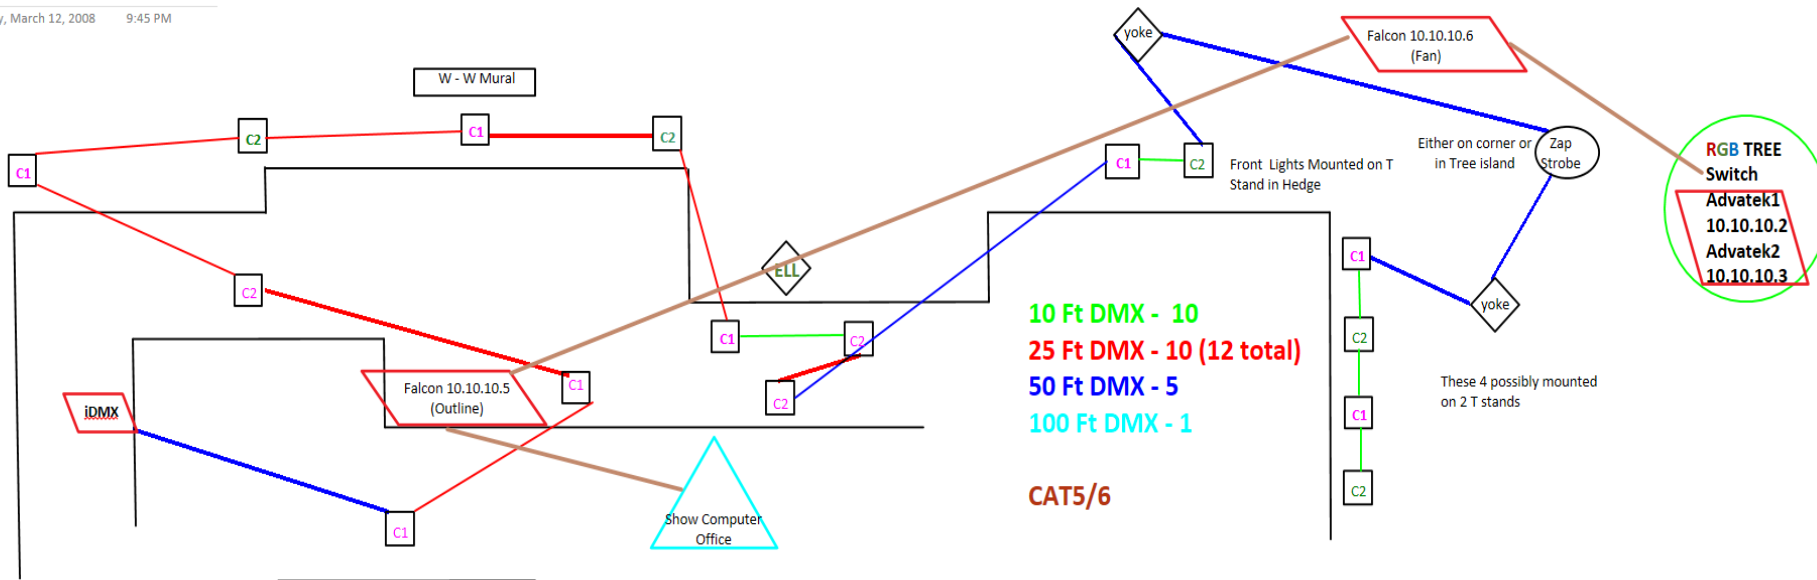 March 12, 2008 9:45 PM
W - W Mural
C1
C2
C1
C2
C2
C1
C1
iDMX
Falcon 10.10.10.5
(Outline)
C1
C2
C2
ELL
Show Computer
Office
yoke
Falcon 10.10.10.6
(Fan)
C1
C2
Front Lights Mounted on T
Stand in Hedge
Either on corner or
in Tree island
Zap
Strobe
RGB TREE
Switch
Advatek1
10.10.10.2
Advatek2
10.10.10.3
10 Ft DMX - 10
25 Ft DMX - 10 (12 total)
50 Ft DMX - 5
100 Ft DMX - 1
CAT5/6
C1
C2
C1
C2
yoke
These 4 possibly mounted
on 2 T stands